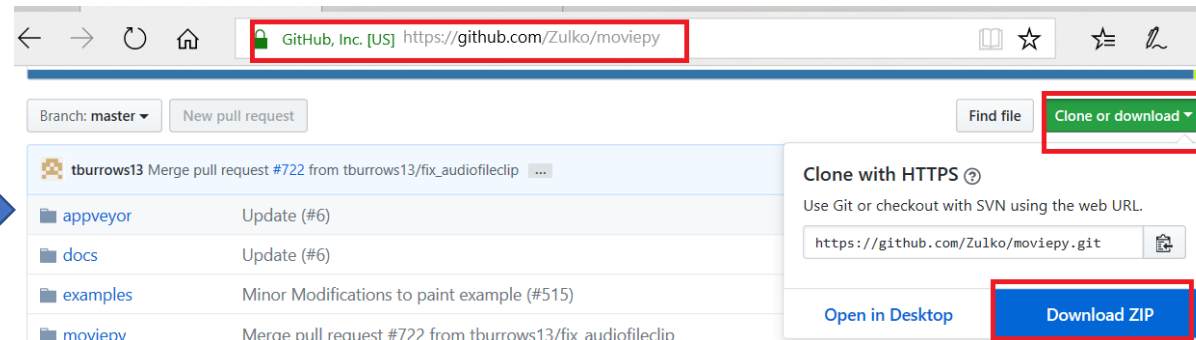 GitHub, Inc. [US] https://github.com/Zulko/moviepy
Branch: master New pull request Find file Clone or download
tburrows13 Merge pull request #722 from tburrows13/fix_audiofileclip ...
appveyor Update (#6)
docs Update (#6)
examples Minor Modifications to paint example (#515)
moviepy Merge pull request #722 from tburrows13/fix_audiofileclip
Clone with HTTPS ?
Use Git or checkout with SVN using the web URL.
https://github.com/Zulko/moviepy.git
Open in Desktop Download ZIP